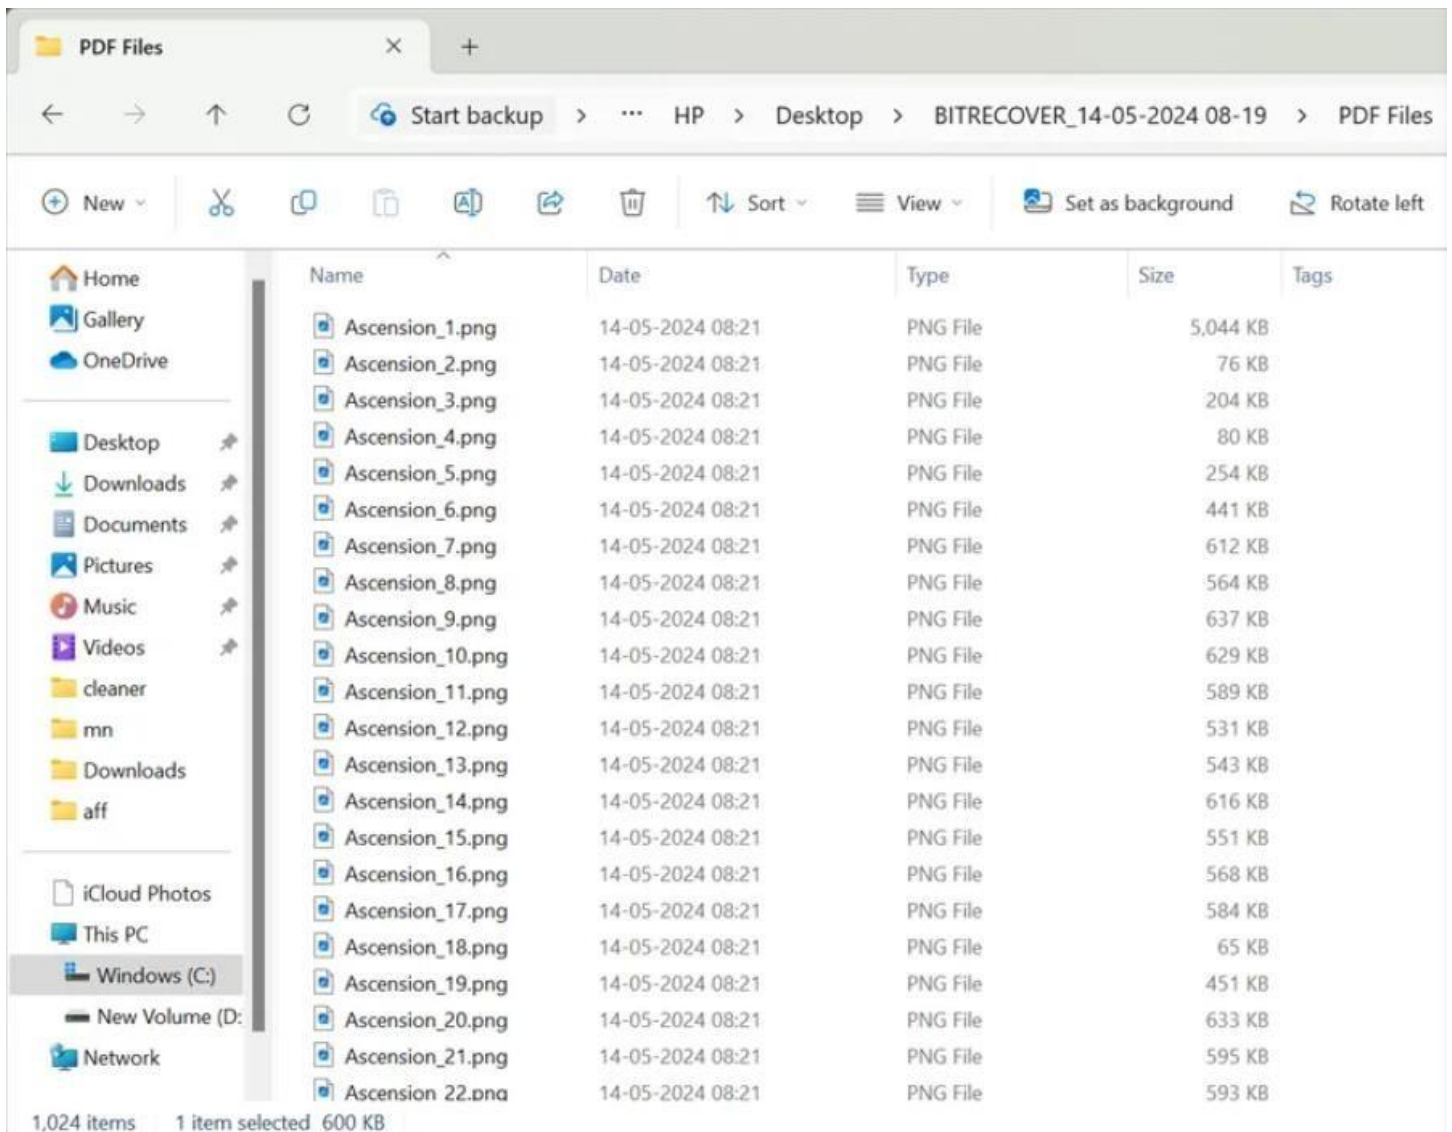 PDF Files
Start backup > ··· HP > Desktop > BITRECOVER_14-05-2024 08-19 > PDF Files
New Sort View Set as background Rotate left
Home
Gallery
OneDrive
Desktop
Downloads
Documents
Pictures
Music
Videos
cleaner
mn
Downloads
aff
iCloud Photos
This PC
Windows (C:)
New Volume (D:
Network
Name Date Type Size Tags
Ascension_1.png 14-05-2024 08:21 PNG File 5,044 KB
Ascension_2.png 14-05-2024 08:21 PNG File 76 KB
Ascension_3.png 14-05-2024 08:21 PNG File 204 KB
Ascension_4.png 14-05-2024 08:21 PNG File 80 KB
Ascension_5.png 14-05-2024 08:21 PNG File 254 KB
Ascension_6.png 14-05-2024 08:21 PNG File 441 KB
Ascension_7.png 14-05-2024 08:21 PNG File 612 KB
Ascension_8.png 14-05-2024 08:21 PNG File 564 KB
Ascension_9.png 14-05-2024 08:21 PNG File 637 KB
Ascension_10.png 14-05-2024 08:21 PNG File 629 KB
Ascension_11.png 14-05-2024 08:21 PNG File 589 KB
Ascension_12.png 14-05-2024 08:21 PNG File 531 KB
Ascension_13.png 14-05-2024 08:21 PNG File 543 KB
Ascension_14.png 14-05-2024 08:21 PNG File 616 KB
Ascension_15.png 14-05-2024 08:21 PNG File 551 KB
Ascension_16.png 14-05-2024 08:21 PNG File 568 KB
Ascension_17.png 14-05-2024 08:21 PNG File 584 KB
Ascension_18.png 14-05-2024 08:21 PNG File 65 KB
Ascension_19.png 14-05-2024 08:21 PNG File 451 KB
Ascension_20.png 14-05-2024 08:21 PNG File 633 KB
Ascension_21.png 14-05-2024 08:21 PNG File 595 KB
Ascension_22.png 14-05-2024 08:21 PNG File 593 KB
1,024 items 1 item selected 600 KB